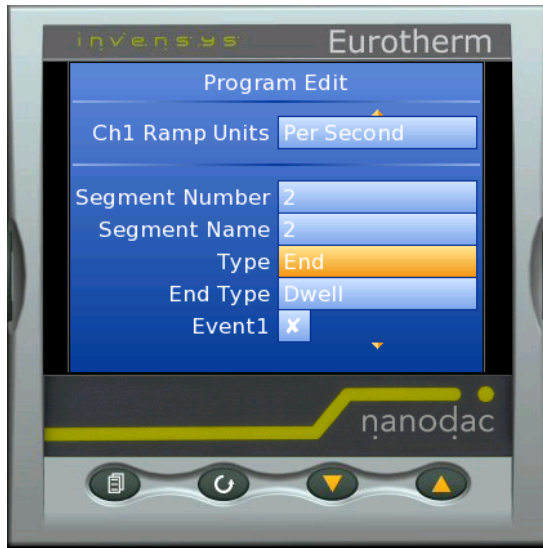 invensys Eurotherm
Program Edit
Ch1 Ramp Units Per Second
Segment Number 2
Segment Name 2
Type End
End Type Dwell
Event1 ✘
nanodac